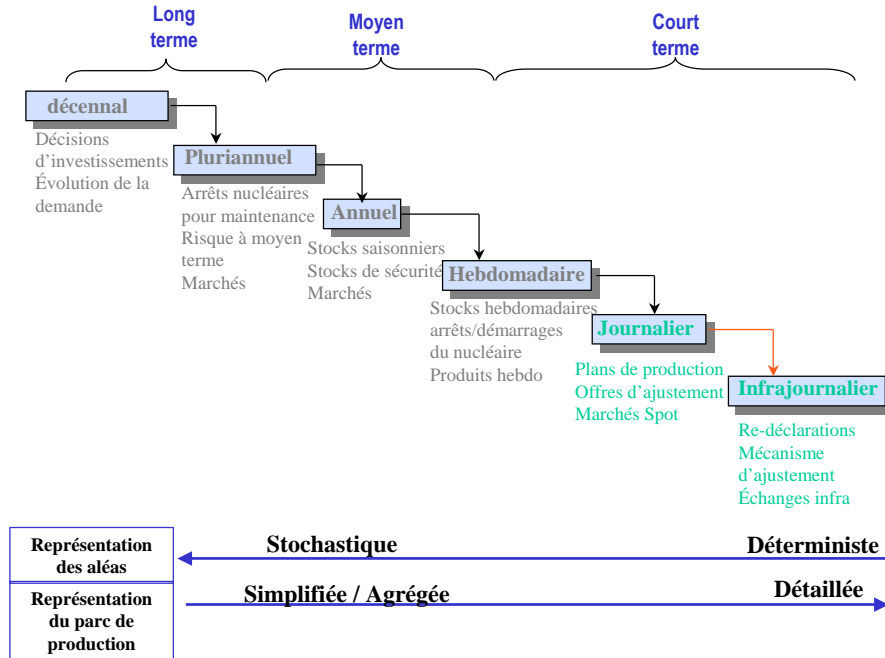 Long
terme
Moyen
terme
Court
terme
décennal
Décisions
d'investissements
Évolution de la
demande
Pluriannuel
Arrêts nucléaires
pour maintenance
Risque à moyen
terme
Marchés
Annuel
Stocks saisonniers
Stocks de sécurité
Marchés
Hebdomadaire
Stocks hebdomadaires
arrêts/démarrages
du nucléaire
Produits hebdo
Journalier
Plans de production
Offres d'ajustement
Marchés Spot
Infrajournalier
Re-déclarations
Mécanisme
d'ajustement
Échanges infra
Représentation
des aléas
Stochastique
Déterministe
Représentation
du parc de
production
Simplifiée / Agrégée
Détaillée